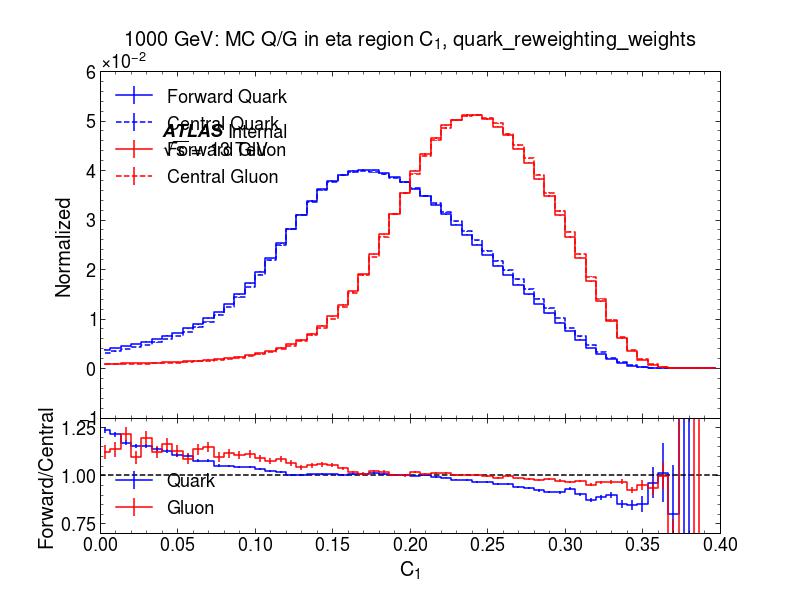 1000 GeV: MC Q/G in eta region C₁, quark_reweighting_weights
×10⁻²
6
5
4
3
2
1
0
−1
Normalized
Forward Quark
Central Quark
ATLAS Internal
√s = 13 TeV
Forward Gluon
Central Gluon
1.25
1.00
0.75
Forward/Central
Quark
Gluon
0.00 0.05 0.10 0.15 0.20 0.25 0.30 0.35 0.40
C₁